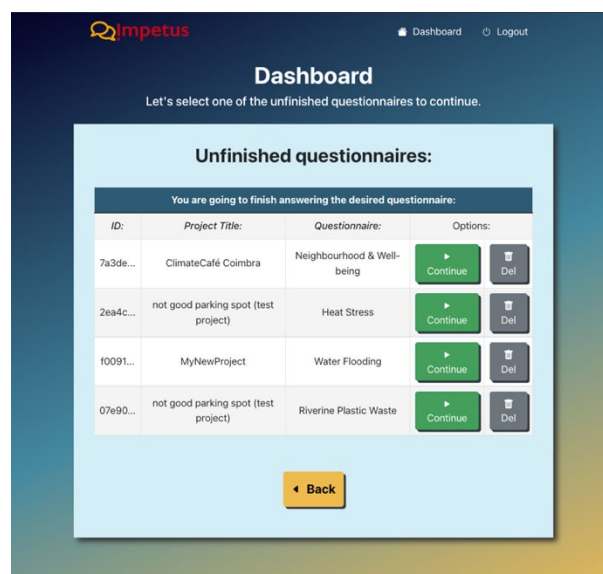 Impetus
Dashboard Logout
Dashboard
Let's select one of the unfinished questionnaires to continue.
Unfinished questionnaires:
You are going to finish answering the desired questionnaire:
ID: Project Title: Questionnaire: Options:
7a3de... ClimateCafé Coimbra Neighbourhood & Well-
being Continue Del
2ea4c... not good parking spot (test
project) Heat Stress Continue Del
f0091... MyNewProject Water Flooding Continue Del
07e90... not good parking spot (test
project) Riverine Plastic Waste Continue Del
Back